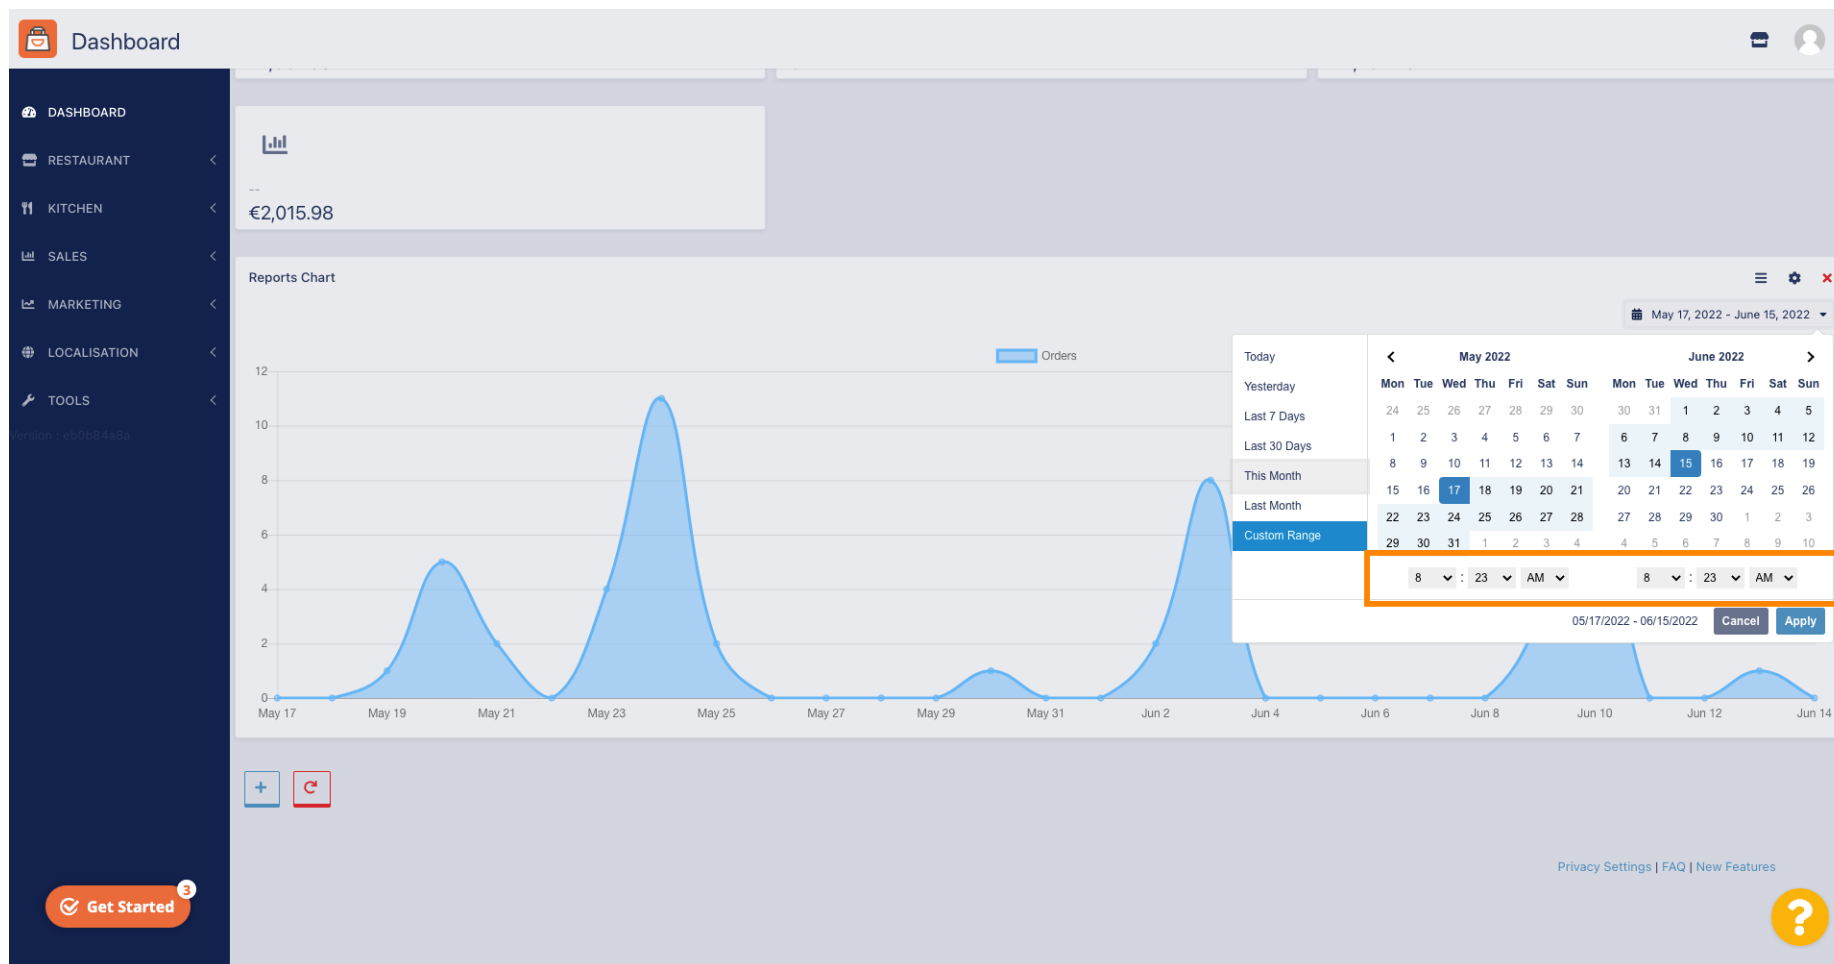 Dashboard
DASHBOARD
RESTAURANT
KITCHEN
SALES
MARKETING
LOCALISATION
TOOLS
Version : eb0b84a8a
Get Started
3
--
€2,015.98
Reports Chart
May 17, 2022 - June 15, 2022
Orders
12
10
8
6
4
2
0
May 17 May 19 May 21 May 23 May 25 May 27 May 29 May 31 Jun 2 Jun 4 Jun 6 Jun 8 Jun 10 Jun 12 Jun 14
Today
Yesterday
Last 7 Days
Last 30 Days
This Month
Last Month
Custom Range
May 2022
Mon Tue Wed Thu Fri Sat Sun
24 25 26 27 28 29 30
1 2 3 4 5 6 7
8 9 10 11 12 13 14
15 16 17 18 19 20 21
22 23 24 25 26 27 28
29 30 31 1 2 3 4
8 : 23 AM
June 2022
Mon Tue Wed Thu Fri Sat Sun
30 31 1 2 3 4 5
6 7 8 9 10 11 12
13 14 15 16 17 18 19
20 21 22 23 24 25 26
27 28 29 30 1 2 3
4 5 6 7 8 9 10
8 : 23 AM
05/17/2022 - 06/15/2022 Cancel Apply
Privacy Settings | FAQ | New Features
?